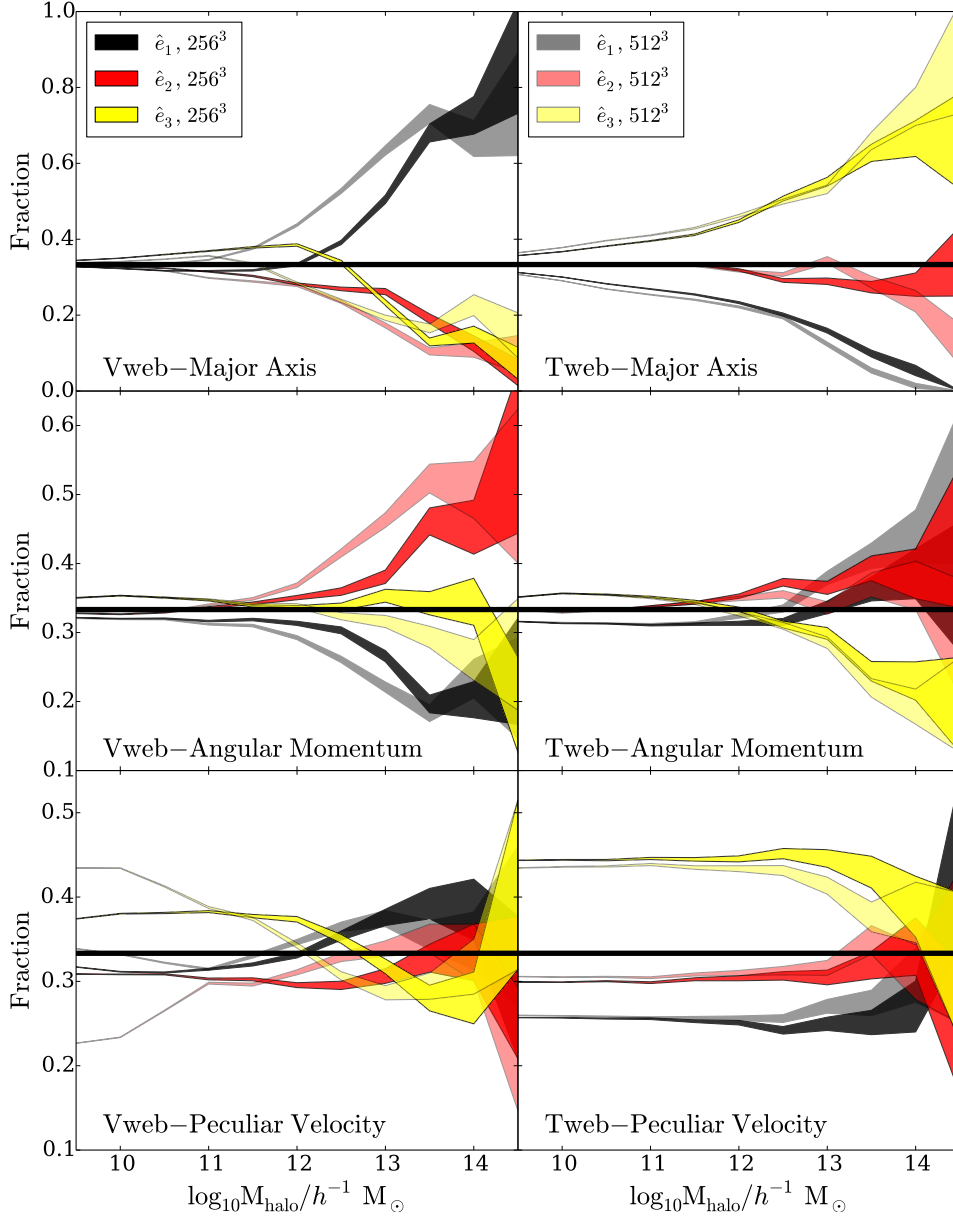 1.0
0.8
0.6
0.4
0.2
0.0
Fraction
ê₁, 256³
ê₂, 256³
ê₃, 256³
Vweb−Major Axis
ê₁, 512³
ê₂, 512³
ê₃, 512³
Tweb−Major Axis
0.6
0.5
0.4
0.3
0.2
0.1
Fraction
Vweb−Angular Momentum
Tweb−Angular Momentum
0.5
0.4
0.3
0.2
0.1
Fraction
Vweb−Peculiar Velocity
Tweb−Peculiar Velocity
10 11 12 13 14
10 11 12 13 14
log₁₀M_halo/h⁻¹ M_⊙
log₁₀M_halo/h⁻¹ M_⊙